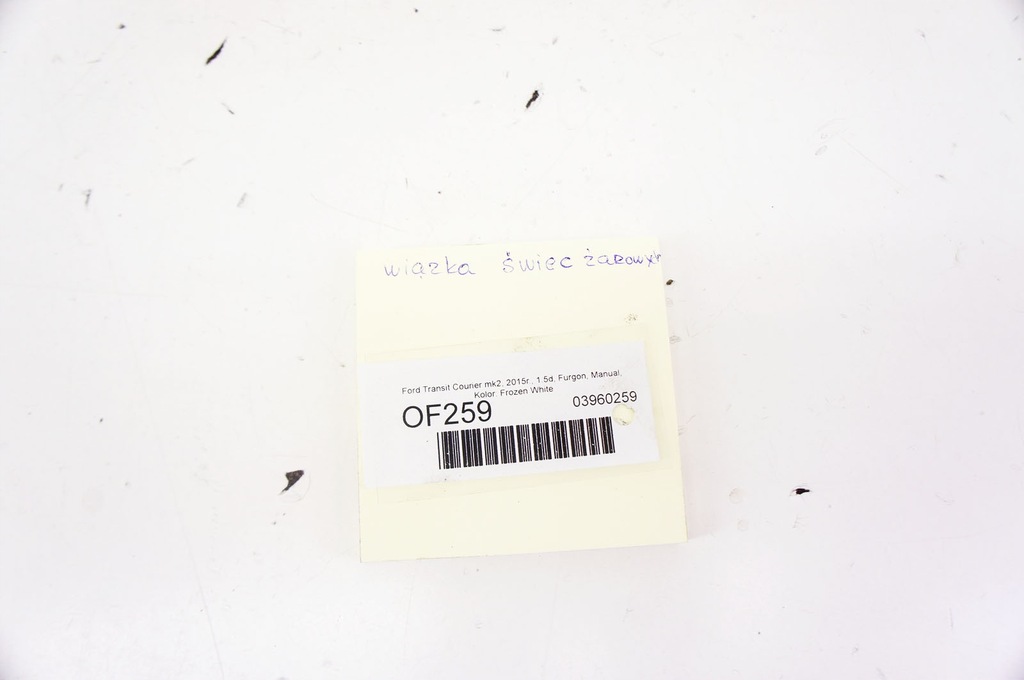 wiązka świec żarowych
Ford Transit Courier mk2, 2015r., 1.5d, Furgon, Manual,
Kolor: Frozen White
OF259 03960259